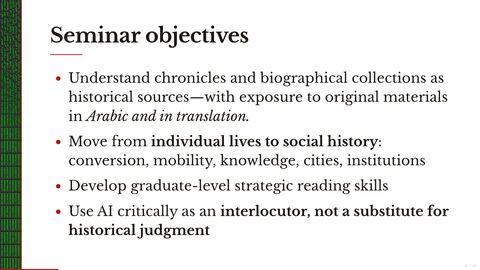 Seminar objectives
• Understand chronicles and biographical collections as
historical sources—with exposure to original materials
in Arabic and in translation.
• Move from individual lives to social history:
conversion, mobility, knowledge, cities, institutions
• Develop graduate-level strategic reading skills
• Use AI critically as an interlocutor, not a substitute for
historical judgment